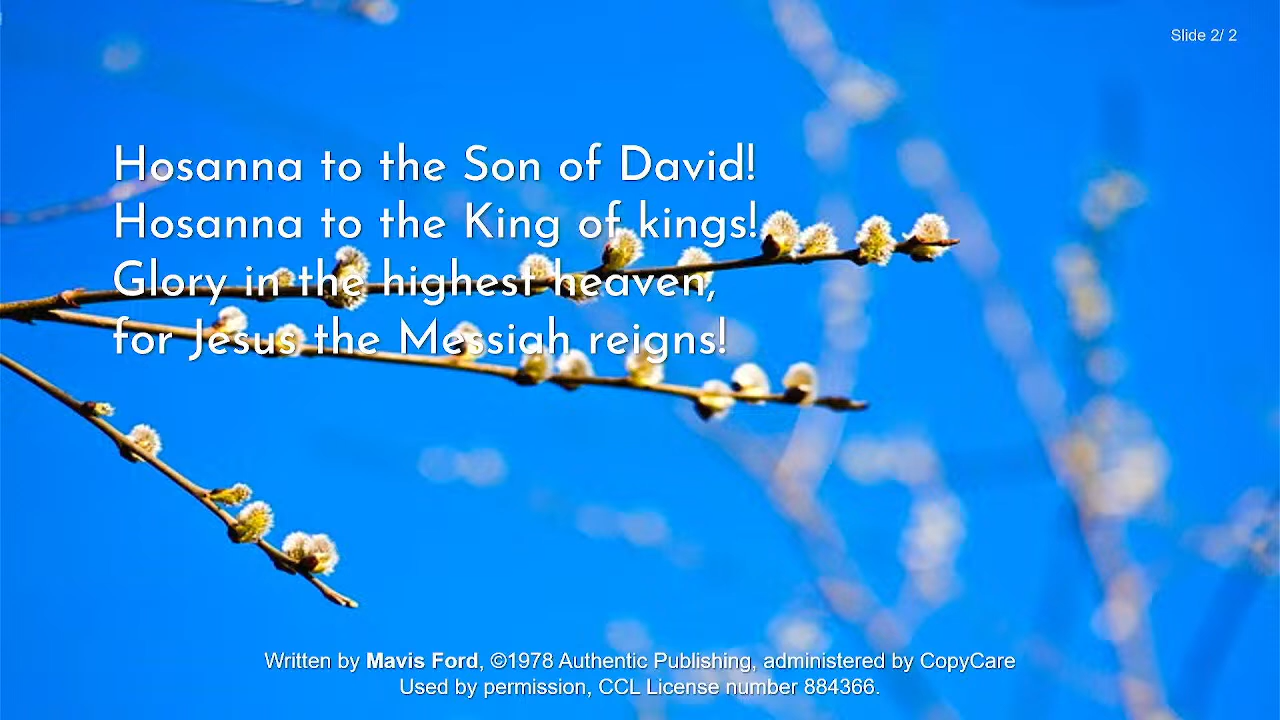 Slide 2/ 2
Hosanna to the Son of David!
Hosanna to the King of kings!
Glory in the highest heaven,
for Jesus the Messiah reigns!
Written by Mavis Ford, ©1978 Authentic Publishing, administered by CopyCare
Used by permission, CCL License number 884366.